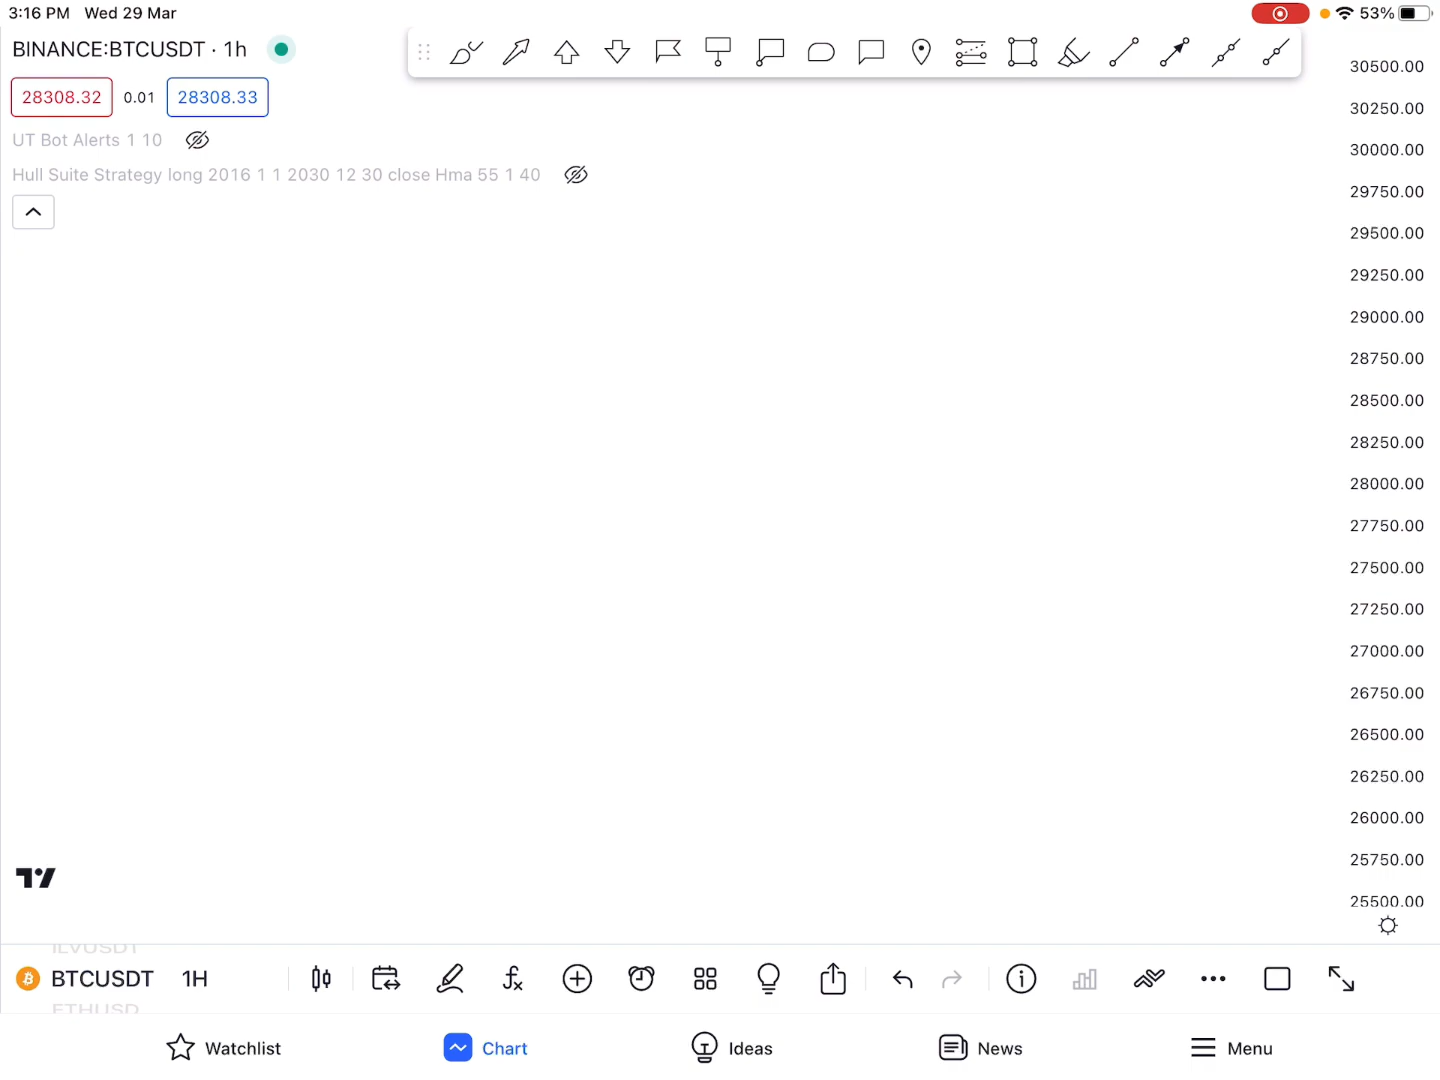 3:16 PM Wed 29 Mar
53%
BINANCE:BTCUSDT · 1h
28308.32 0.01 28308.33
UT Bot Alerts 1 10
Hull Suite Strategy long 2016 1 1 2030 12 30 close Hma 55 1 40
30500.00
30250.00
30000.00
29750.00
29500.00
29250.00
29000.00
28750.00
28500.00
28250.00
28000.00
27750.00
27500.00
27250.00
27000.00
26750.00
26500.00
26250.00
26000.00
25750.00
25500.00
ILVUSDT
BTCUSDT 1H
ETHUSD
Watchlist Chart Ideas News Menu